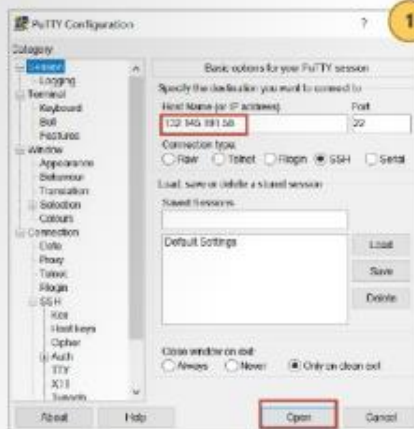 PuTTY Configuration ?
1
Category
Session
Logging
Terminal
Keyboard
Bell
Features
Window
Appearance
Behaviour
Translation
Selection
Colours
Connection
Data
Proxy
Telnet
Rlogin
SSH
Kex
Host keys
Cipher
Auth
TTY
X11
Tunnels
Basic options for your PuTTY session
Specify the destination you want to connect to
Host Name (or IP address) Port
22
Connection type:
Raw Telnet Rlogin SSH Serial
Load, save or delete a stored session
Saved Sessions
Default Settings
Load
Save
Delete
Close window on exit
Always Never Only on clean exit
About Help Open Cancel